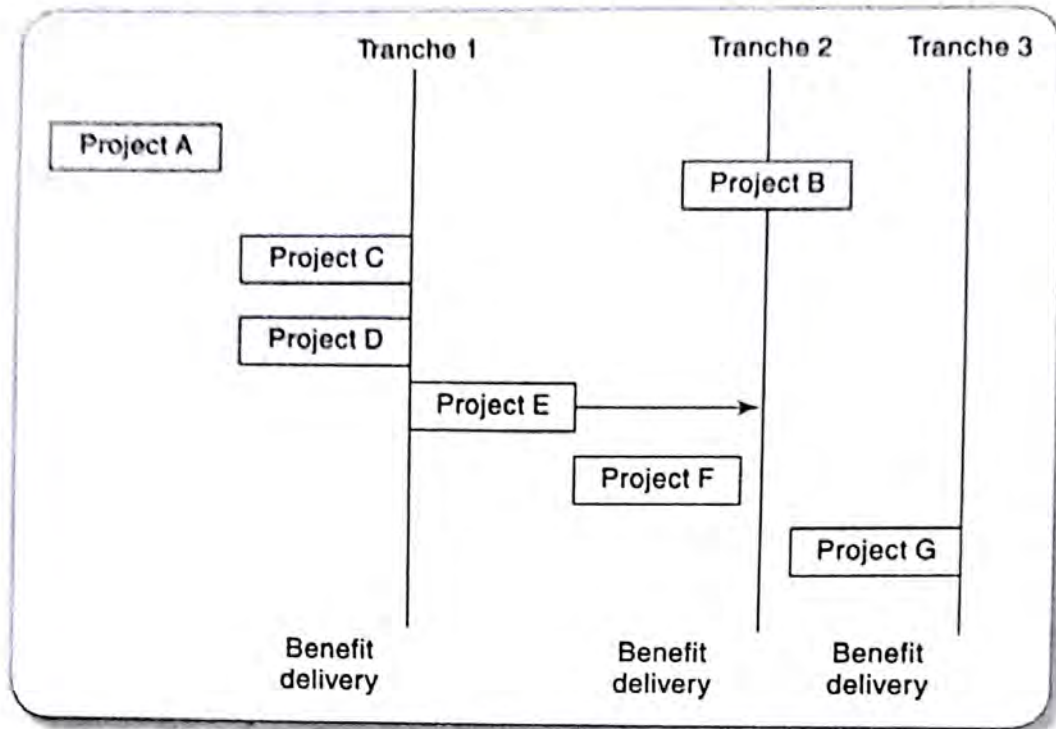 Tranche 1
Tranche 2
Tranche 3
Project A
Project B
Project C
Project D
Project E
Project F
Project G
Benefit
delivery
Benefit
delivery
Benefit
delivery